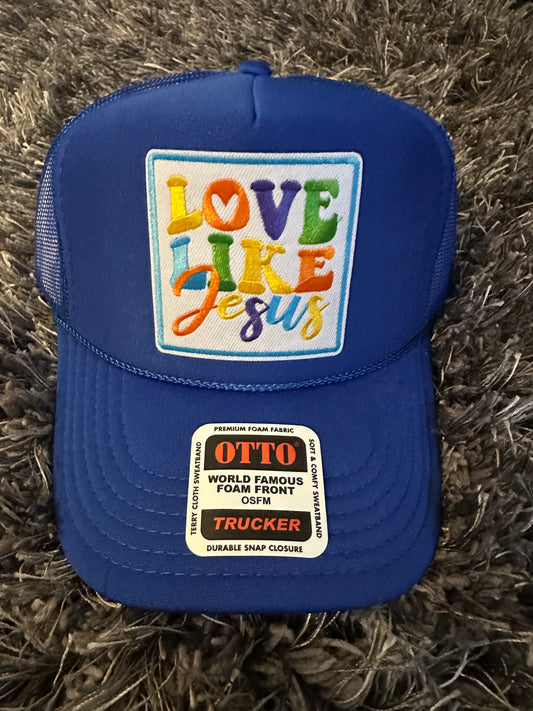 LOVE
LIKE
Jesus
PREMIUM FOAM FABRIC
TERRY CLOTH SWEATBAND
OTTO
WORLD FAMOUS
FOAM FRONT
OSFM
TRUCKER
SOFT & COMFY SWEATBAND
DURABLE SNAP CLOSURE